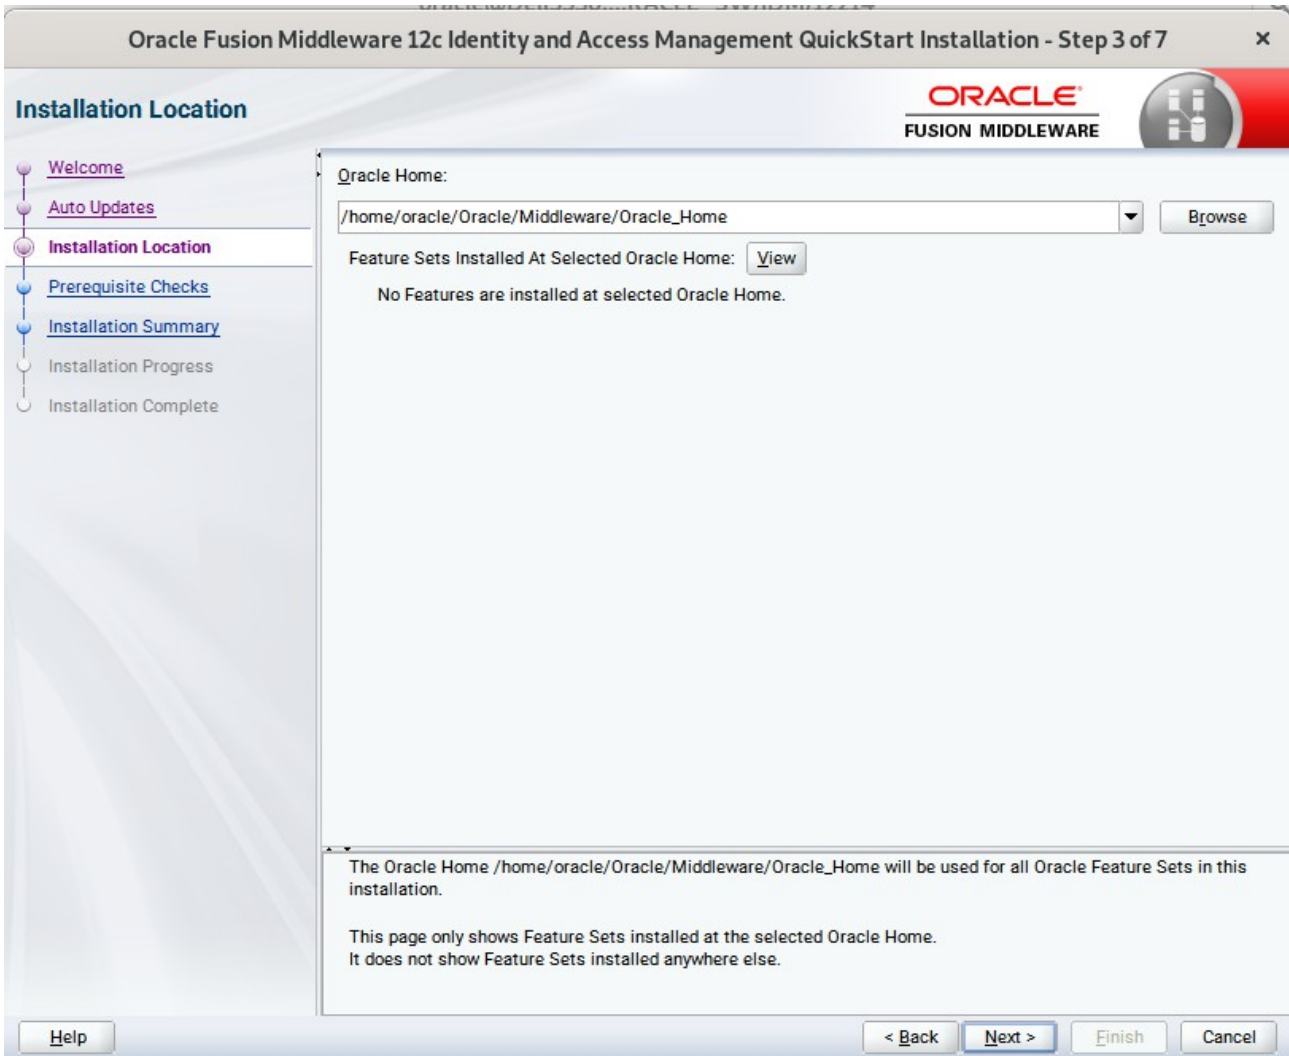 Oracle Fusion Middleware 12c Identity and Access Management QuickStart Installation - Step 3 of 7
Installation Location
ORACLE
FUSION MIDDLEWARE
Welcome
Auto Updates
Installation Location
Prerequisite Checks
Installation Summary
Installation Progress
Installation Complete
Oracle Home:
/home/oracle/Oracle/Middleware/Oracle_Home
Browse
Feature Sets Installed At Selected Oracle Home: View
No Features are installed at selected Oracle Home.
The Oracle Home /home/oracle/Oracle/Middleware/Oracle_Home will be used for all Oracle Feature Sets in this
installation.
This page only shows Feature Sets installed at the selected Oracle Home.
It does not show Feature Sets installed anywhere else.
Help
< Back
Next >
Finish
Cancel